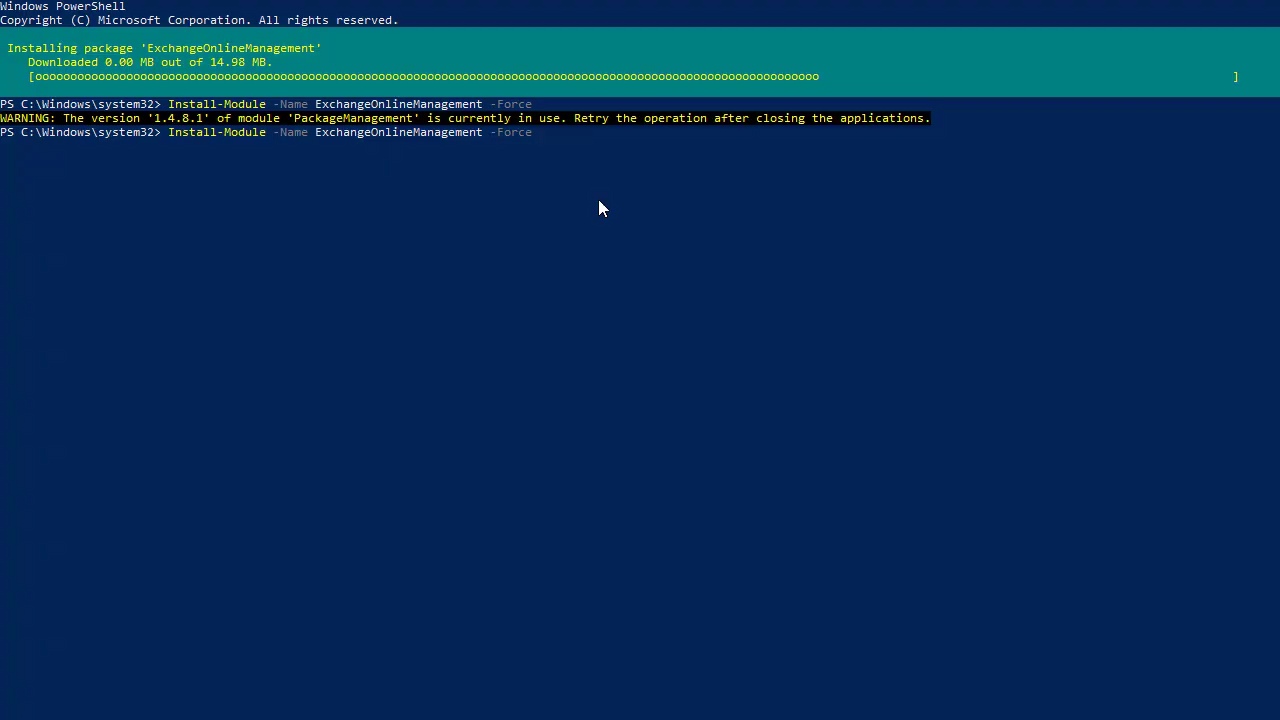 Windows PowerShell
Copyright (C) Microsoft Corporation. All rights reserved.
Installing package 'ExchangeOnlineManagement'
Downloaded 0.00 MB out of 14.98 MB.
[oooooooooooooooooooooooooooooooooooooooooooooooooooooooooooooooooooooooooooooooooooooooooooooooooooooooooooooooo ]
PS C:\Windows\system32> Install-Module -Name ExchangeOnlineManagement -Force
WARNING: The version '1.4.8.1' of module 'PackageManagement' is currently in use. Retry the operation after closing the applications.
PS C:\Windows\system32> Install-Module -Name ExchangeOnlineManagement -Force